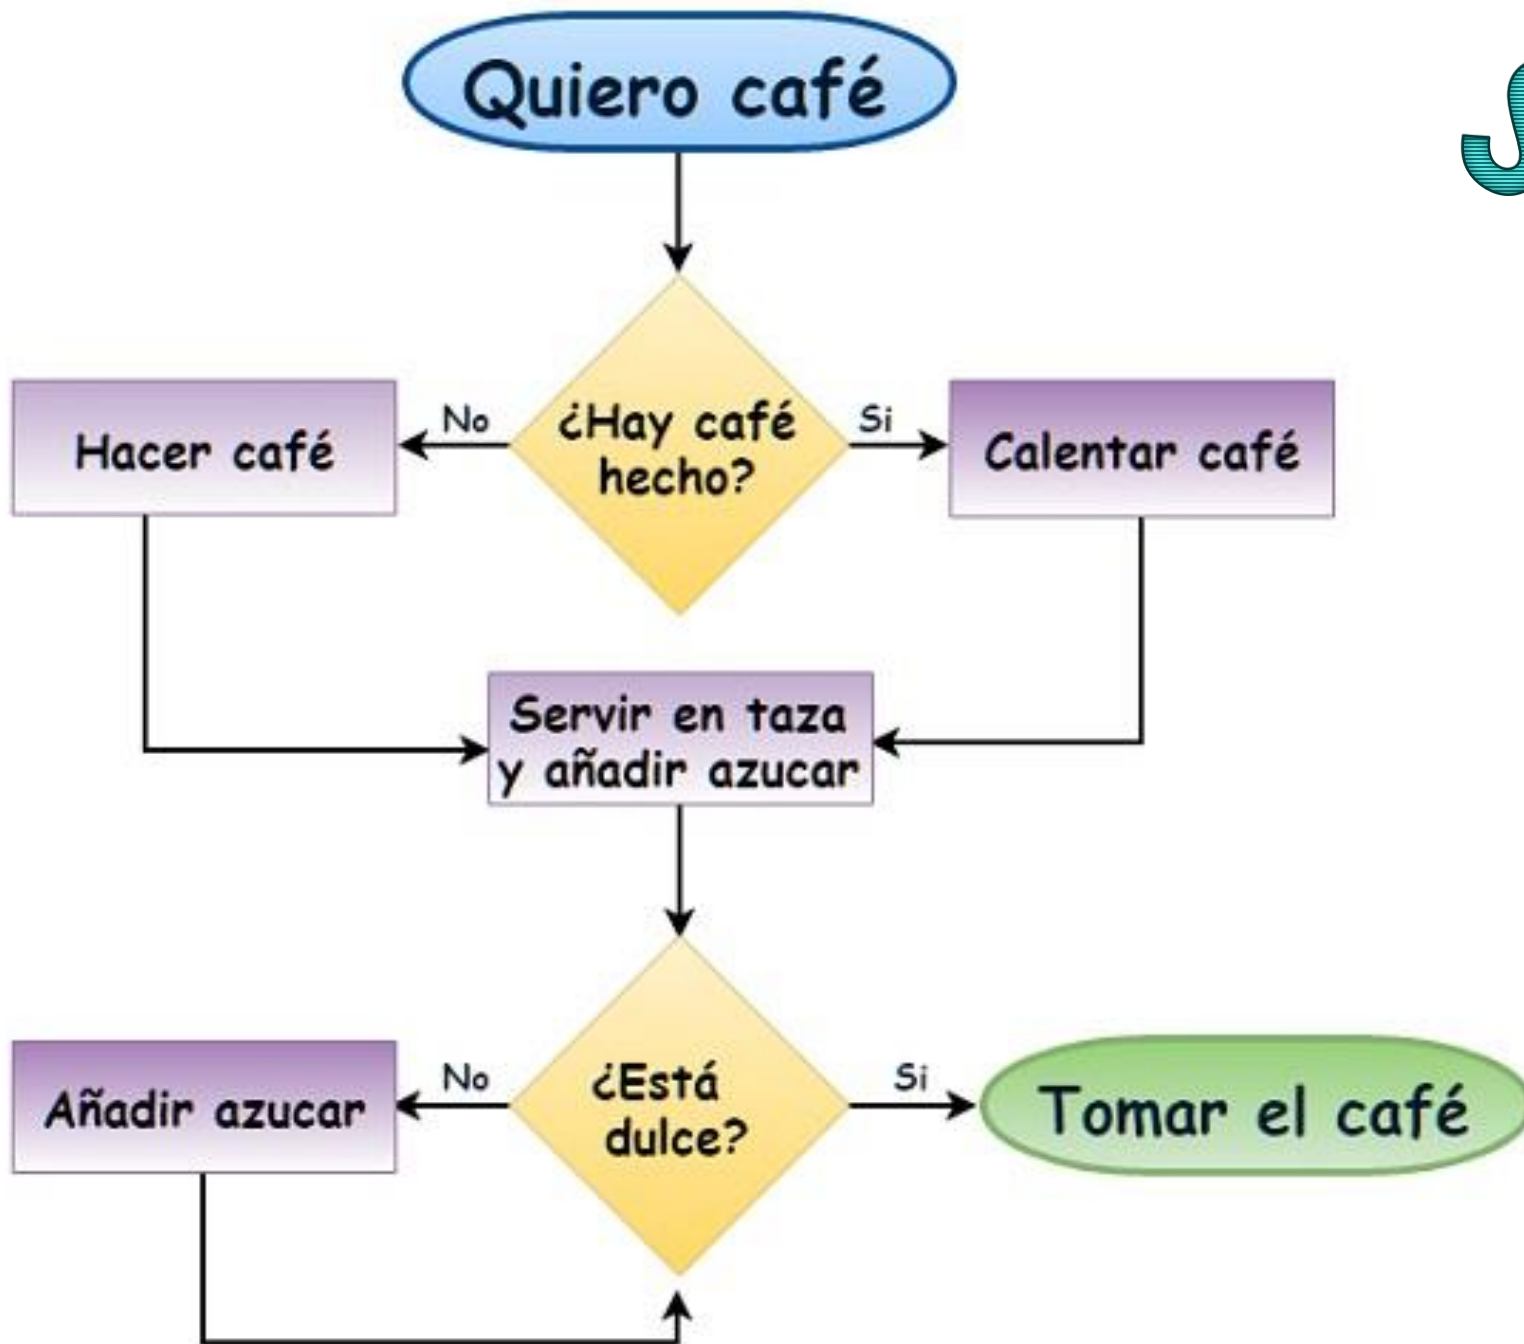 Quiero café
¿Hay café
hecho?
No
Si
Hacer café
Calentar café
Servir en taza
y añadir azucar
¿Está
dulce?
No
Si
Añadir azucar
Tomar el café